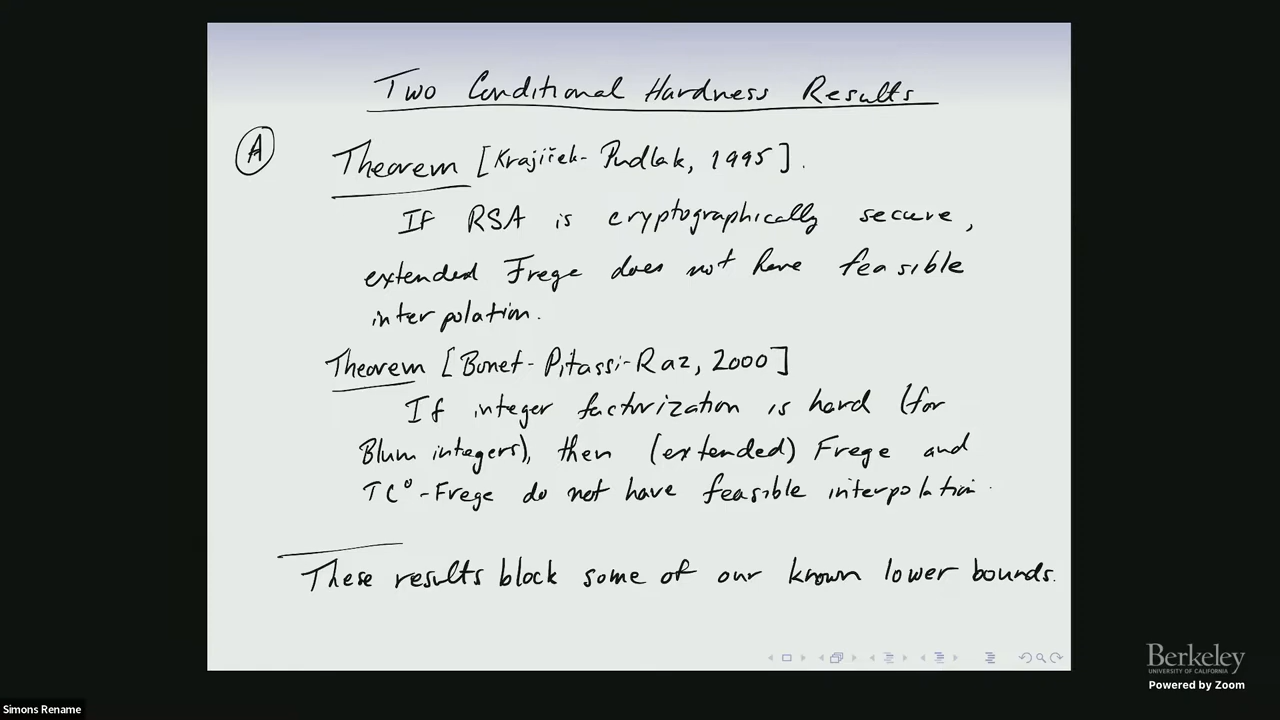 Two Conditional Hardness Results
A
Theorem [Krajíček-Pudlak, 1995].
If RSA is cryptographically secure,
extended Frege does not have feasible
interpolation.
Theorem [Bonet-Pitassi-Raz, 2000]
If integer factorization is hard (for
Blum integers), then (extended) Frege and
TC⁰-Frege do not have feasible interpolation.
These results block some of our known lower bounds.
Berkeley
UNIVERSITY OF CALIFORNIA
Powered by Zoom
Simons Rename